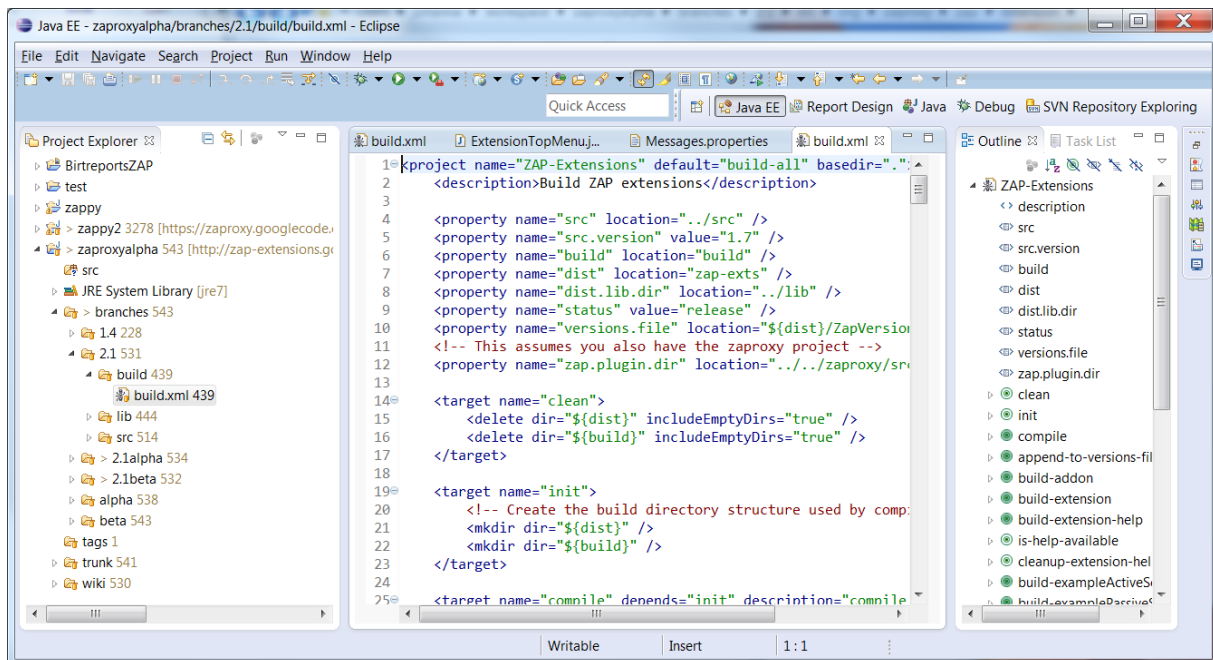 Java EE - zaproxyalpha/branches/2.1/build/build.xml - Eclipse
File Edit Navigate Search Project Run Window Help
Quick Access
Java EE Report Design Java Debug SVN Repository Exploring
Project Explorer
BirtreportsZAP
test
zappy
> zappy2 3278 [https://zaproxy.googlecode.
> zaproxyalpha 543 [http://zap-extensions.go
src
JRE System Library [jre7]
> branches 543
1.4 228
2.1 531
build 439
build.xml 439
lib 444
src 514
> 2.1alpha 534
> 2.1beta 532
alpha 538
beta 543
tags 1
trunk 541
wiki 530
build.xml ExtensionTopMenu.j... Messages.properties build.xml
1 <project name="ZAP-Extensions" default="build-all" basedir="."
2 <description>Build ZAP extensions</description>
3
4 <property name="src" location="../src" />
5 <property name="src.version" value="1.7" />
6 <property name="build" location="build" />
7 <property name="dist" location="zap-exts" />
8 <property name="dist.lib.dir" location="../lib" />
9 <property name="status" value="release" />
10 <property name="versions.file" location="${dist}/ZapVersion
11 <!-- This assumes you also have the zaproxy project -->
12 <property name="zap.plugin.dir" location="../../zaproxy/src
13
14 <target name="clean">
15 <delete dir="${dist}" includeEmptyDirs="true" />
16 <delete dir="${build}" includeEmptyDirs="true" />
17 </target>
18
19 <target name="init">
20 <!-- Create the build directory structure used by compi
21 <mkdir dir="${dist}" />
22 <mkdir dir="${build}" />
23 </target>
24
25 <target name="compile" depends="init" description="compile
Outline Task List
ZAP-Extensions
description
src
src.version
build
dist
dist.lib.dir
status
versions.file
zap.plugin.dir
clean
init
compile
append-to-versions-fil
build-addon
build-extension
build-extension-help
is-help-available
cleanup-extension-hel
build-exampleActiveS
build-examplePassiveS
Writable Insert 1 : 1